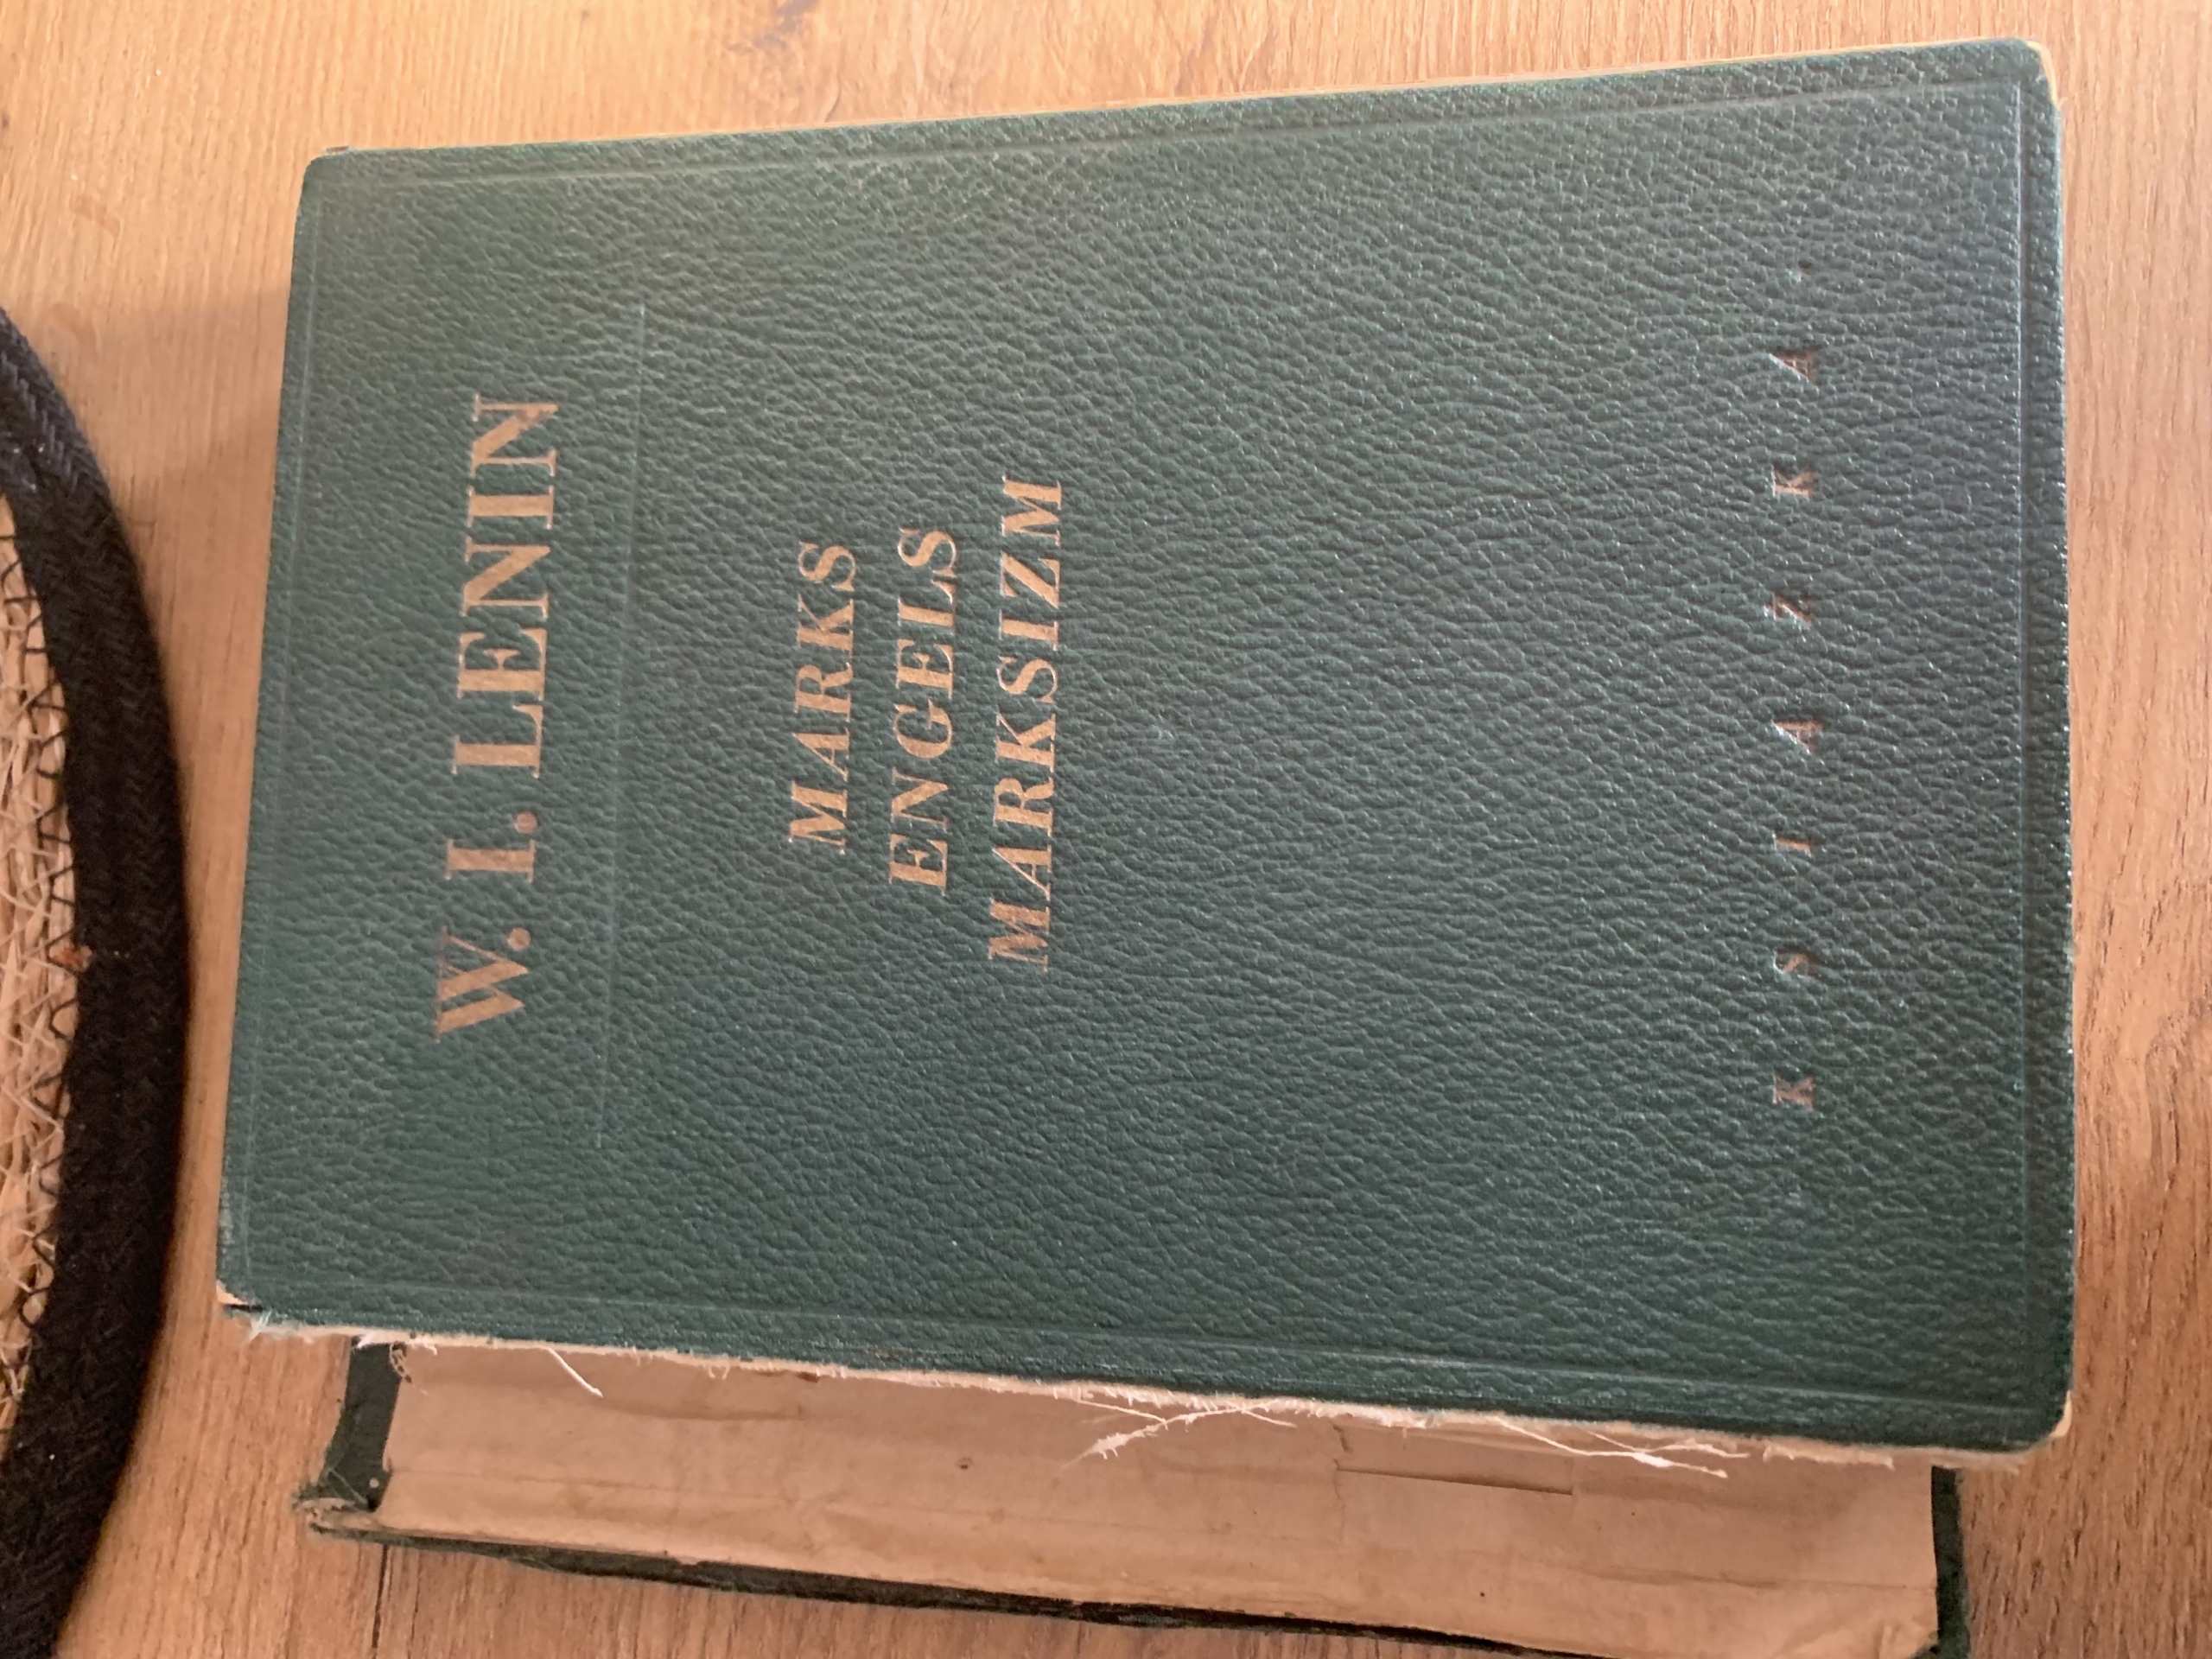 W. I. LENIN
MARKS
ENGELS
MARKSIZM
KSIĄŻKA